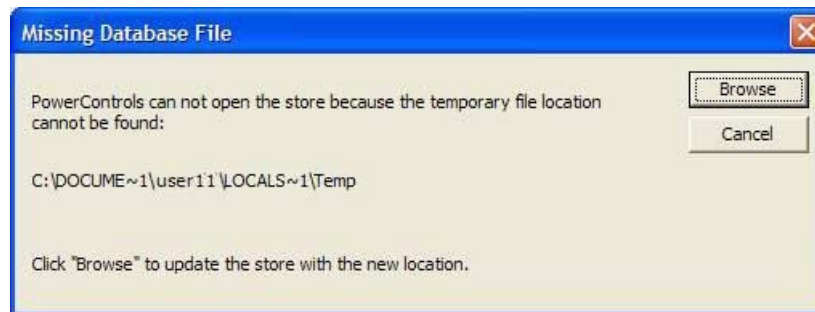 Missing Database File
PowerControls can not open the store because the temporary file location
cannot be found:
Browse
Cancel
C:\DOCUME~1\user11\LOCALS~1\Temp
Click "Browse" to update the store with the new location.